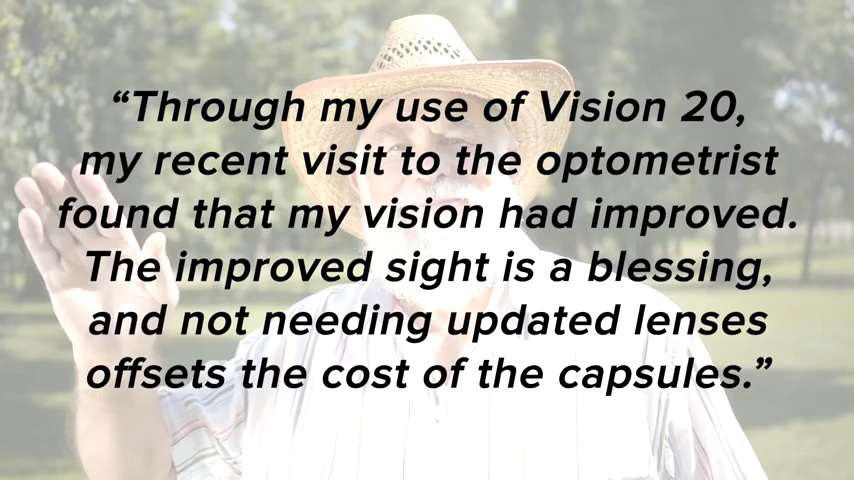 “Through my use of Vision 20,
my recent visit to the optometrist
found that my vision had improved.
The improved sight is a blessing,
and not needing updated lenses
offsets the cost of the capsules.”